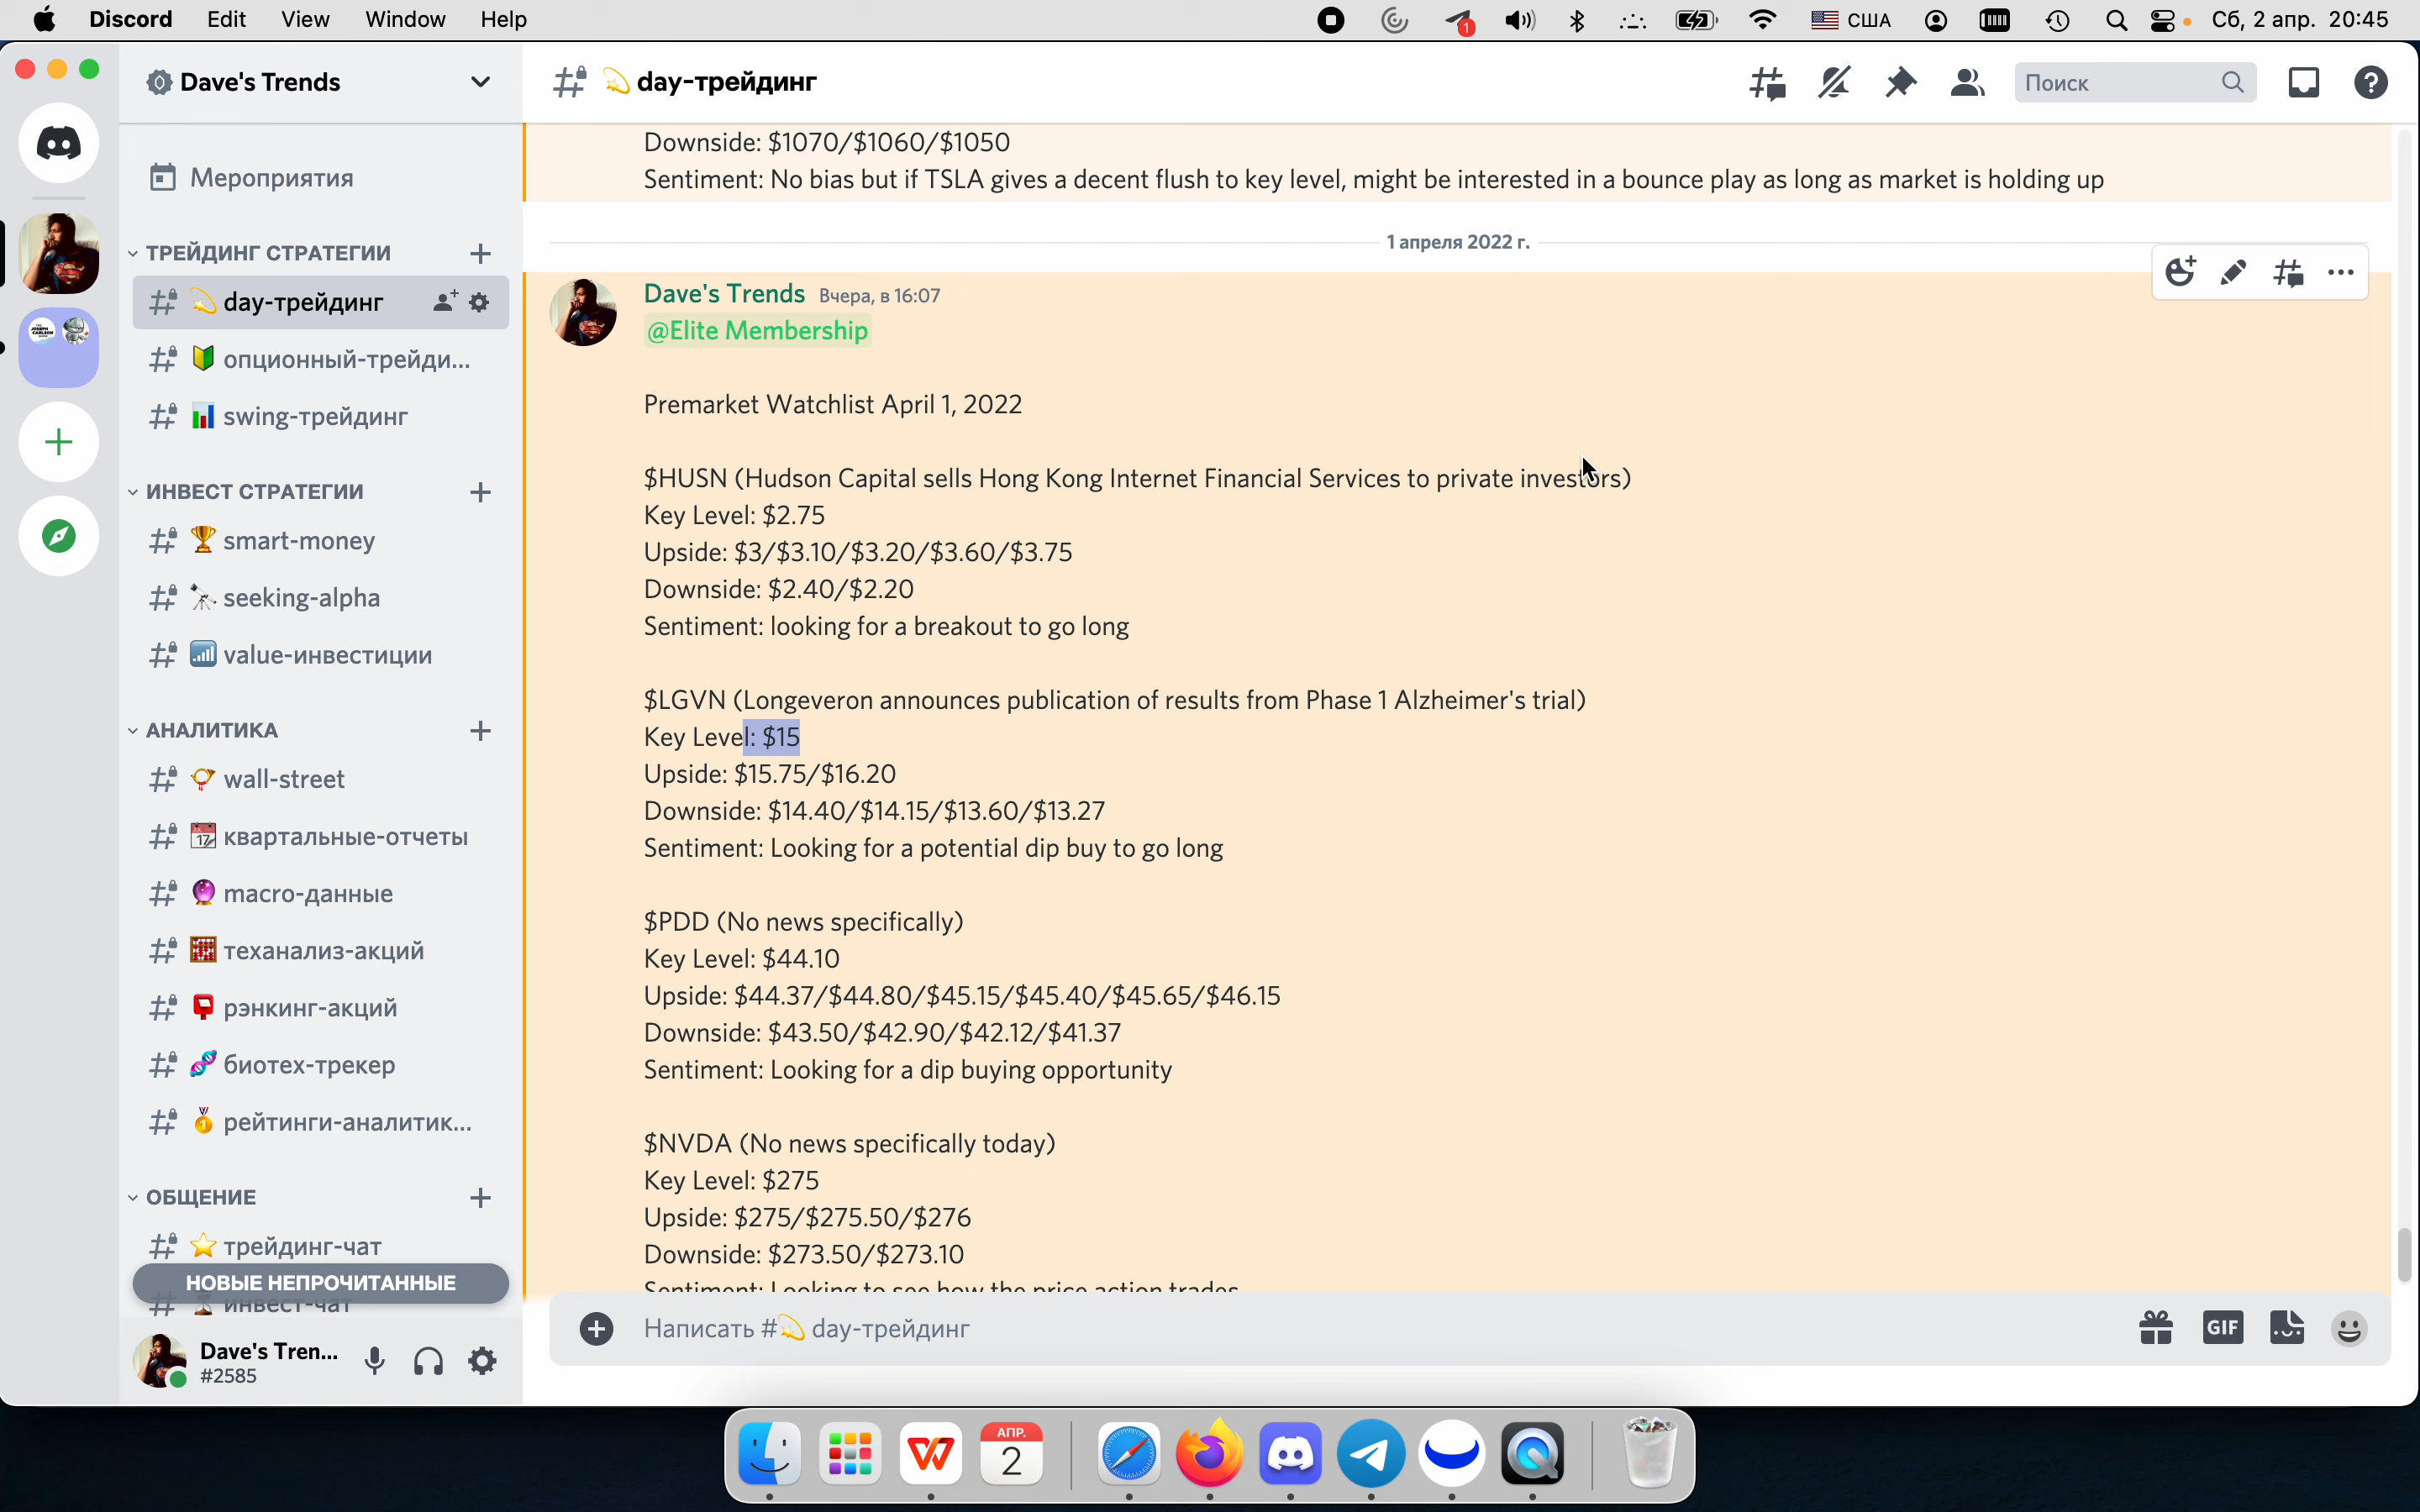 Discord Edit View Window Help
1
США
Сб, 2 апр. 20:45
Dave's Trends
Мероприятия
ТРЕЙДИНГ СТРАТЕГИИ
day-трейдинг
опционный-трейди...
swing-трейдинг
ИНВЕСТ СТРАТЕГИИ
smart-money
seeking-alpha
value-инвестиции
АНАЛИТИКА
wall-street
квартальные-отчеты
macro-данные
теханализ-акций
рэнкинг-акций
биотех-трекер
рейтинги-аналитик...
ОБЩЕНИЕ
трейдинг-чат
НОВЫЕ НЕПРОЧИТАННЫЕ
инвест-чат
Dave's Tren...
#2585
day-трейдинг
Поиск
Downside: $1070/$1060/$1050
Sentiment: No bias but if TSLA gives a decent flush to key level, might be interested in a bounce play as long as market is holding up
1 апреля 2022 г.
Dave's Trends Вчера, в 16:07
@Elite Membership
Premarket Watchlist April 1, 2022
$HUSN (Hudson Capital sells Hong Kong Internet Financial Services to private investors)
Key Level: $2.75
Upside: $3/$3.10/$3.20/$3.60/$3.75
Downside: $2.40/$2.20
Sentiment: looking for a breakout to go long
$LGVN (Longeveron announces publication of results from Phase 1 Alzheimer's trial)
Key Level: $15
Upside: $15.75/$16.20
Downside: $14.40/$14.15/$13.60/$13.27
Sentiment: Looking for a potential dip buy to go long
$PDD (No news specifically)
Key Level: $44.10
Upside: $44.37/$44.80/$45.15/$45.40/$45.65/$46.15
Downside: $43.50/$42.90/$42.12/$41.37
Sentiment: Looking for a dip buying opportunity
$NVDA (No news specifically today)
Key Level: $275
Upside: $275/$275.50/$276
Downside: $273.50/$273.10
Sentiment: Looking to see how the price action trades
Написать #💫 day-трейдинг
GIF
АПР.
2